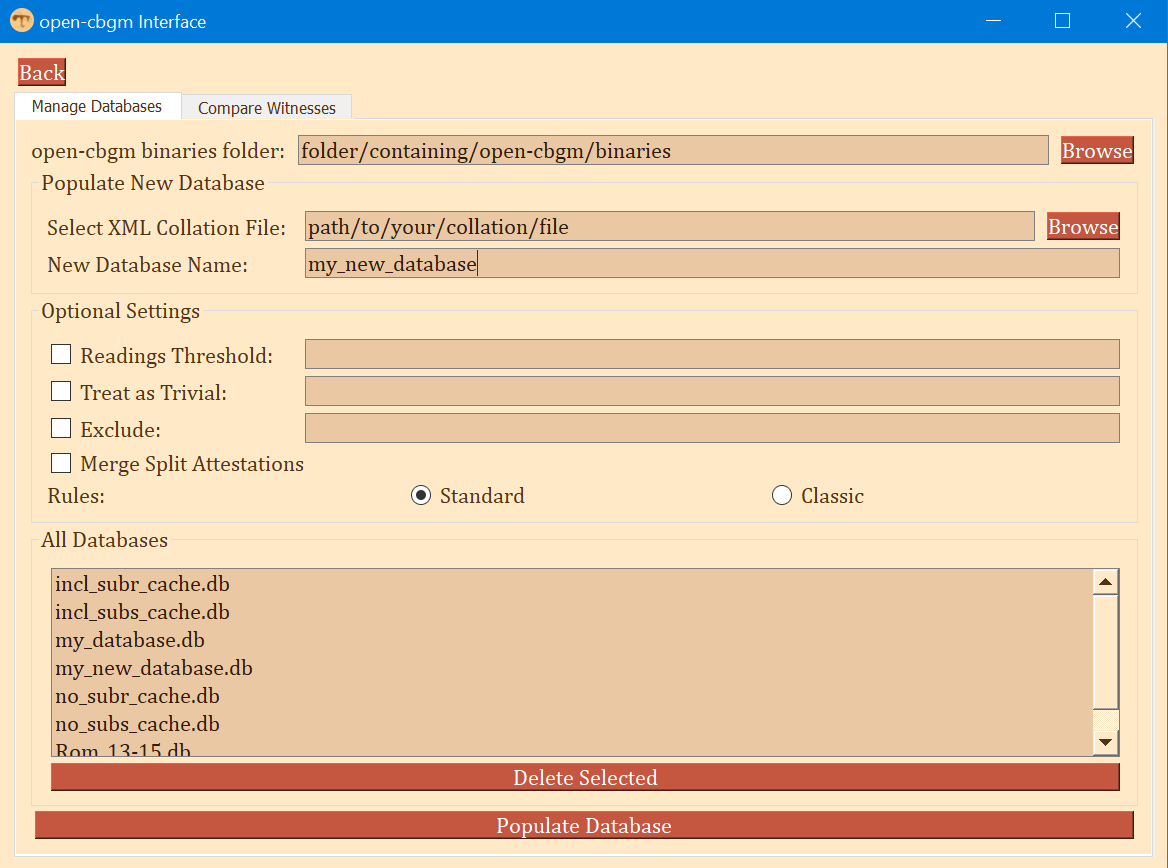 open-cbgm Interface
Back
Manage Databases Compare Witnesses
open-cbgm binaries folder: folder/containing/open-cbgm/binaries Browse
Populate New Database
Select XML Collation File: path/to/your/collation/file Browse
New Database Name: my_new_database
Optional Settings
Readings Threshold:
Treat as Trivial:
Exclude:
Merge Split Attestations
Rules: Standard Classic
All Databases
incl_subr_cache.db
incl_subs_cache.db
my_database.db
my_new_database.db
no_subr_cache.db
no_subs_cache.db
Rom_13-15.db
Delete Selected
Populate Database